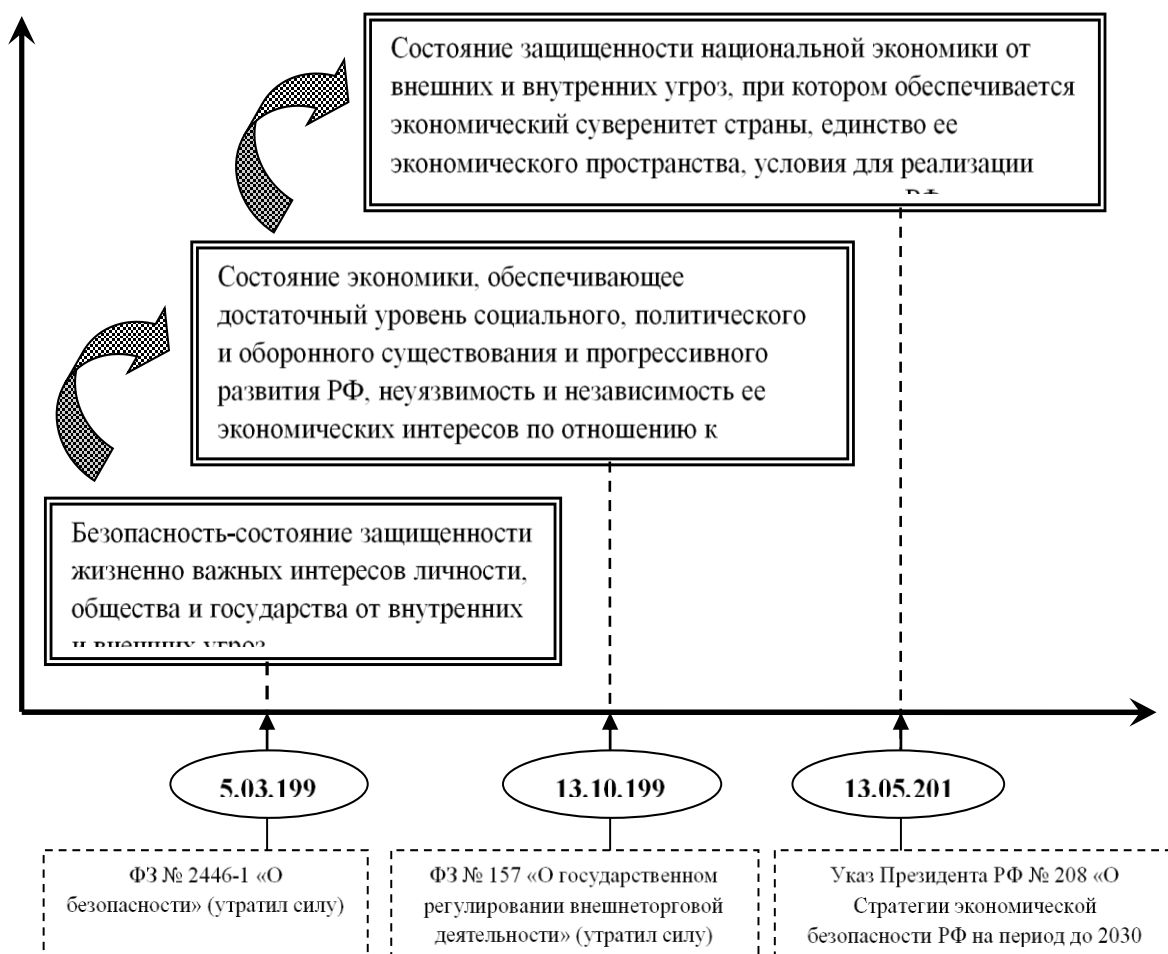 Состояние защищенности национальной экономики от
внешних и внутренних угроз, при котором обеспечивается
экономический суверенитет страны, единство ее
экономического пространства, условия для реализации
РФ
Состояние экономики, обеспечивающее
достаточный уровень социального, политического
и оборонного существования и прогрессивного
развития РФ, неуязвимость и независимость ее
экономических интересов по отношению к
Безопасность-состояние защищенности
жизненно важных интересов личности,
общества и государства от внутренних
и внешних угроз
5.03.199
13.10.199
13.05.201
ФЗ № 2446-1 «О
безопасности» (утратил силу)
ФЗ № 157 «О государственном
регулировании внешнеторговой
деятельности» (утратил силу)
Указ Президента РФ № 208 «О
Стратегии экономической
безопасности РФ на период до 2030